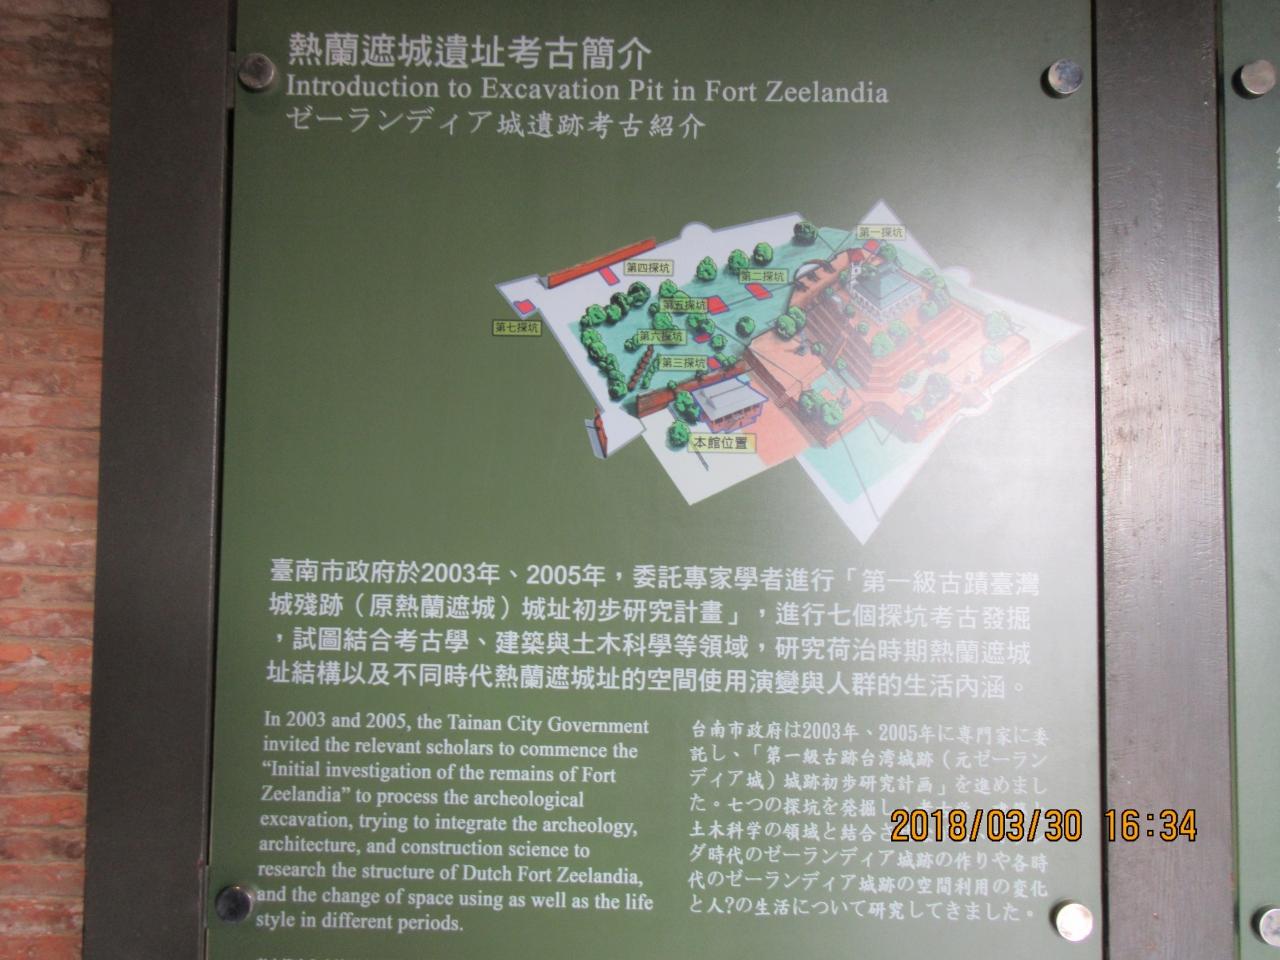 熱蘭遮城遺址考古簡介
Introduction to Excavation Pit in Fort Zeelandia
ゼーランディア城遺跡考古紹介
第一探坑
第四探坑
第二探坑
第五探坑
第七探坑
第六探坑
第三探坑
本館位置
臺南市政府於2003年、2005年，委託專家學者進行「第一級古蹟臺灣
城殘跡（原熱蘭遮城）城址初步研究計畫」，進行七個探坑考古發掘
，試圖結合考古學、建築與土木科學等領域，研究荷治時期熱蘭遮城
址結構以及不同時代熱蘭遮城址的空間使用演變與人群的生活內涵。
In 2003 and 2005, the Tainan City Government
invited the relevant scholars to commence the
“Initial investigation of the remains of Fort
Zeelandia” to process the archeological
excavation, trying to integrate the archeology,
architecture, and construction science to
research the structure of Dutch Fort Zeelandia,
and the change of space using as well as the life
style in different periods.
台南市政府は2003年、2005年に専門家に委
託し、「第一級古跡台湾城跡（元ゼーラン
ディア城）城跡初步研究計画」を進めまし
た。七つの探坑を発掘し
土木科学の領域と結合
ダ時代のゼーランディア城跡の作りや各時
代のゼーランディア城跡の空間利用の変化
と人?の生活について研究してきました。
2018/03/30 16:34